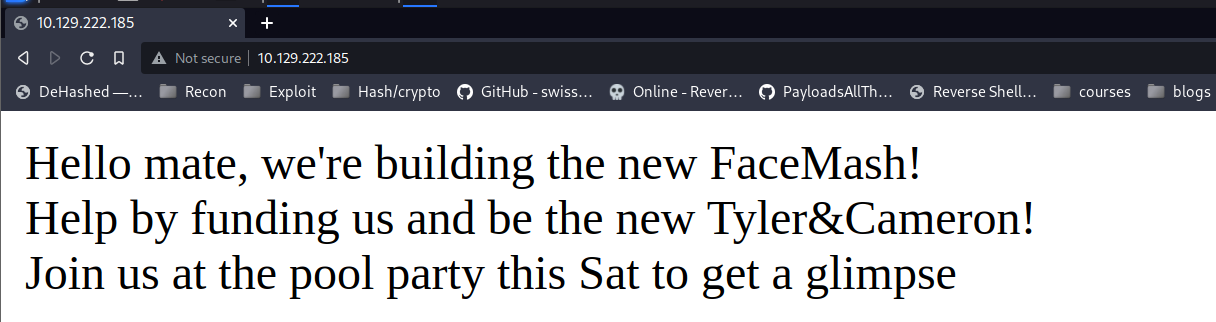 10.129.222.185
Not secure 10.129.222.185
DeHashed —... Recon Exploit Hash/crypto GitHub - swiss... Online - Rever... PayloadsAllTh... Reverse Shell... courses blogs
Hello mate, we're building the new FaceMash!
Help by funding us and be the new Tyler&Cameron!
Join us at the pool party this Sat to get a glimpse